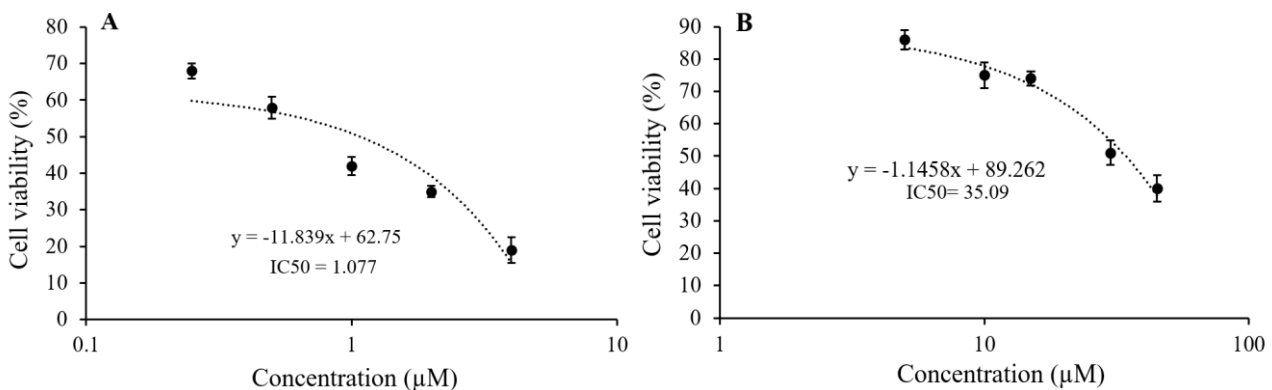 A
80
70
60
50
40
30
20
10
0
Cell viability (%)
y = -11.839x + 62.75
IC50 = 1.077
0.1
1
10
Concentration (µM)
B
90
80
70
60
50
40
30
20
10
0
Cell viability (%)
y = -1.1458x + 89.262
IC50= 35.09
1
10
100
Concentration (µM)